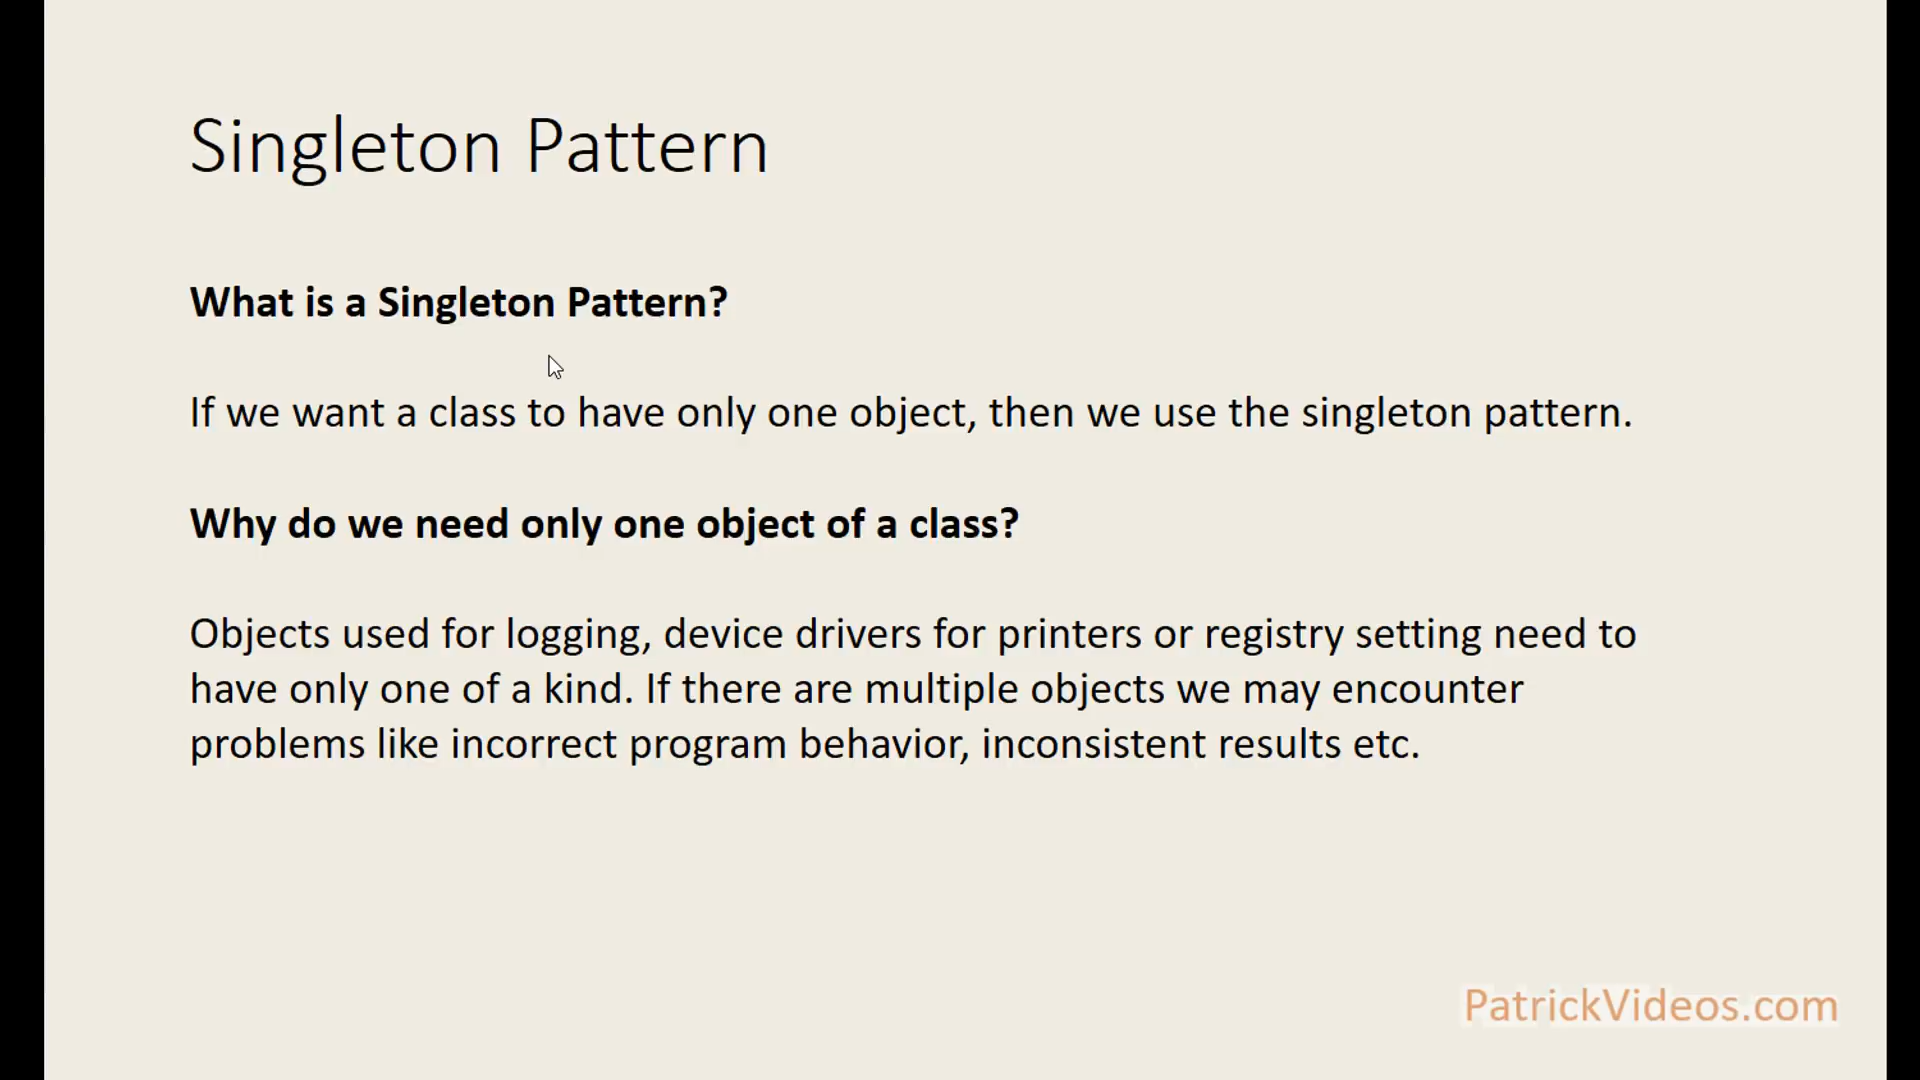 Singleton Pattern
What is a Singleton Pattern?
If we want a class to have only one object, then we use the singleton pattern.
Why do we need only one object of a class?
Objects used for logging, device drivers for printers or registry setting need to
have only one of a kind. If there are multiple objects we may encounter
problems like incorrect program behavior, inconsistent results etc.
PatrickVideos.com